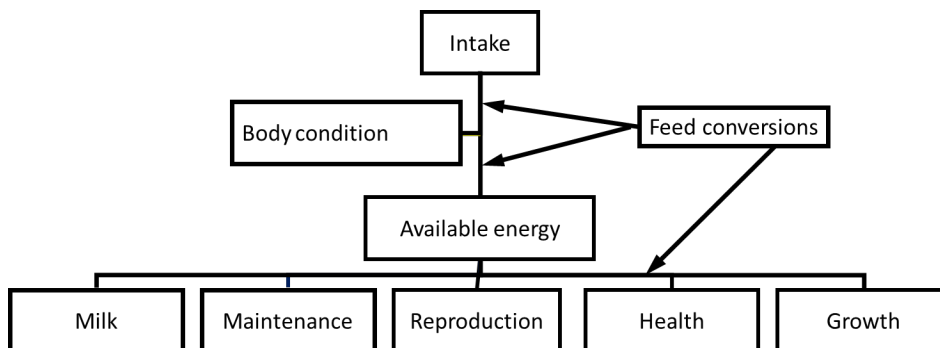 Intake
Body condition
Feed conversions
Available energy
Milk
Maintenance
Reproduction
Health
Growth